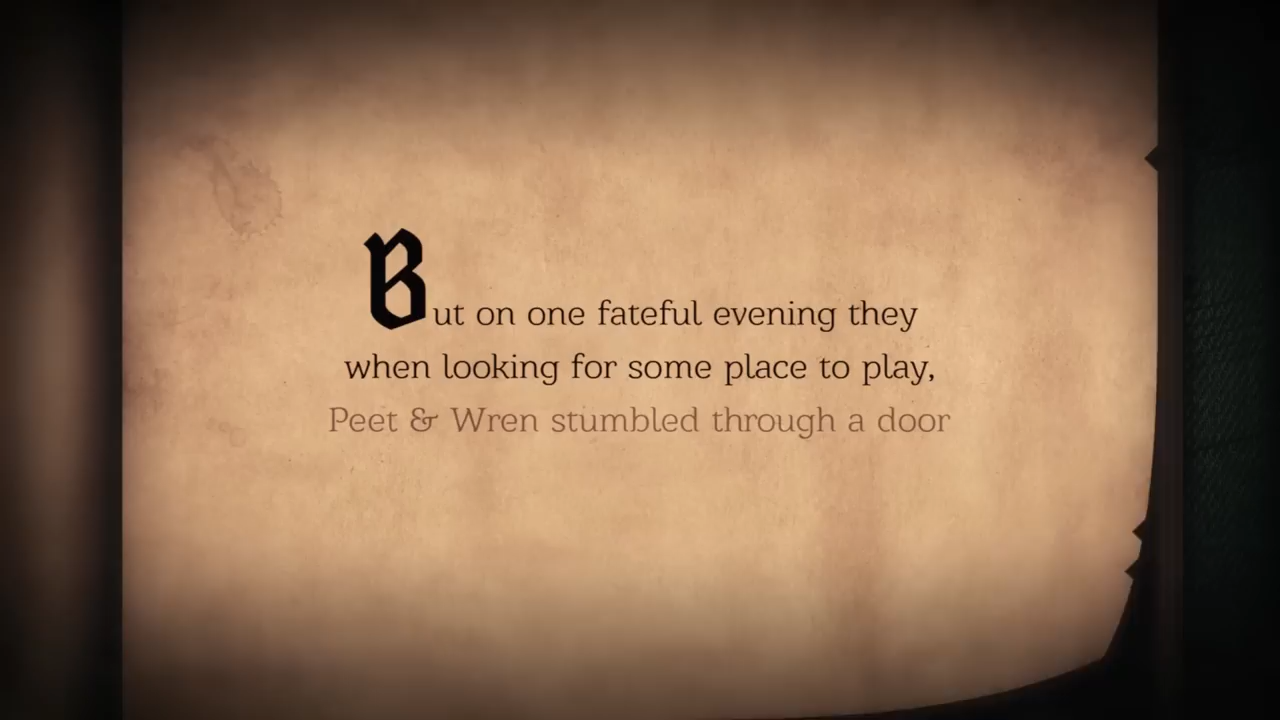 But on one fateful evening they
when looking for some place to play,
Peet & Wren stumbled through a door